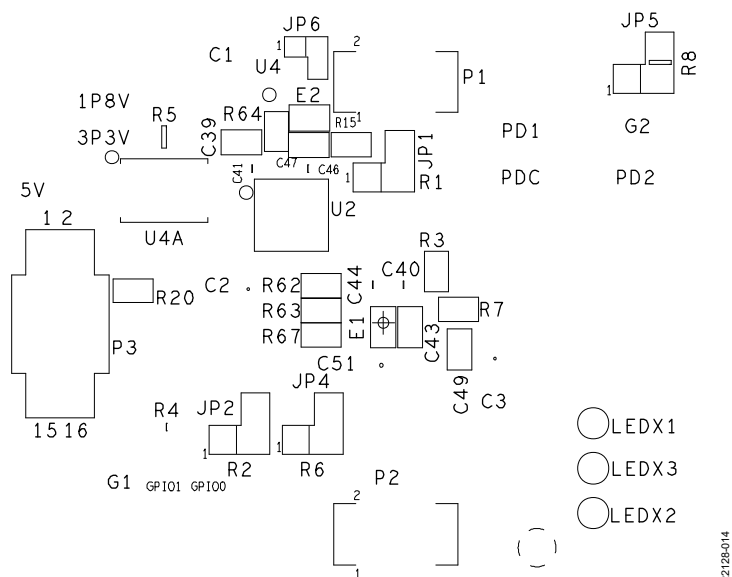 JP6
JP5
2
C1
1
U4
P1
R8
1
1P8V
E2
R5
R64
1
R15
3P3V
C39
PD1
G2
JP1
C47
C41
C46
1
R1
PDC
PD2
5V
U2
1 2
U4A
R3
C2
R62
C44
C40
R20
R63
E1
R7
P3
R67
C43
C51
JP4
C49
C3
R4
JP2
15 16
LEDX1
1
1
R2
R6
LEDX3
G1
GPIO1 GPIO0
P2
2
LEDX2
1
2128-014